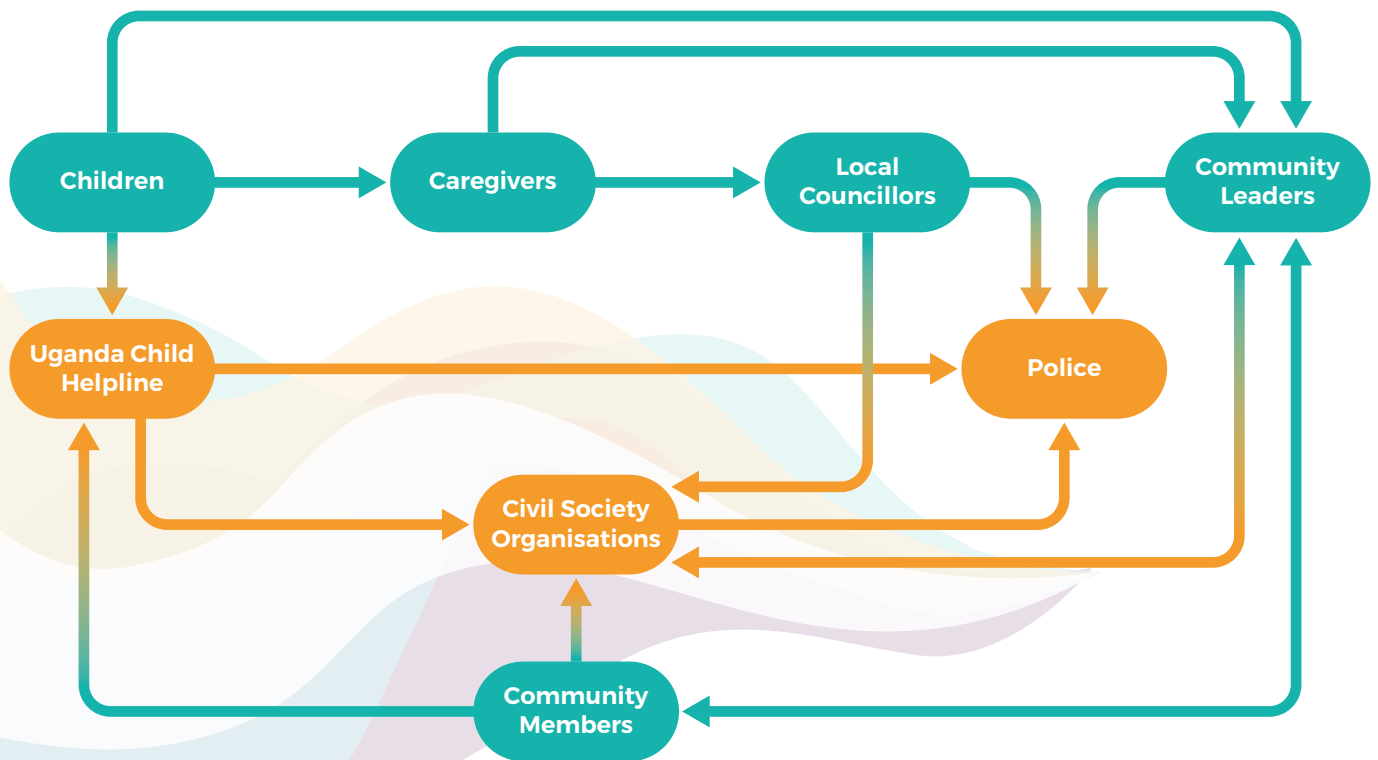 Children
Caregivers
Local
Councillors
Community
Leaders
Uganda Child
Helpline
Police
Civil Society
Organisations
Community
Members